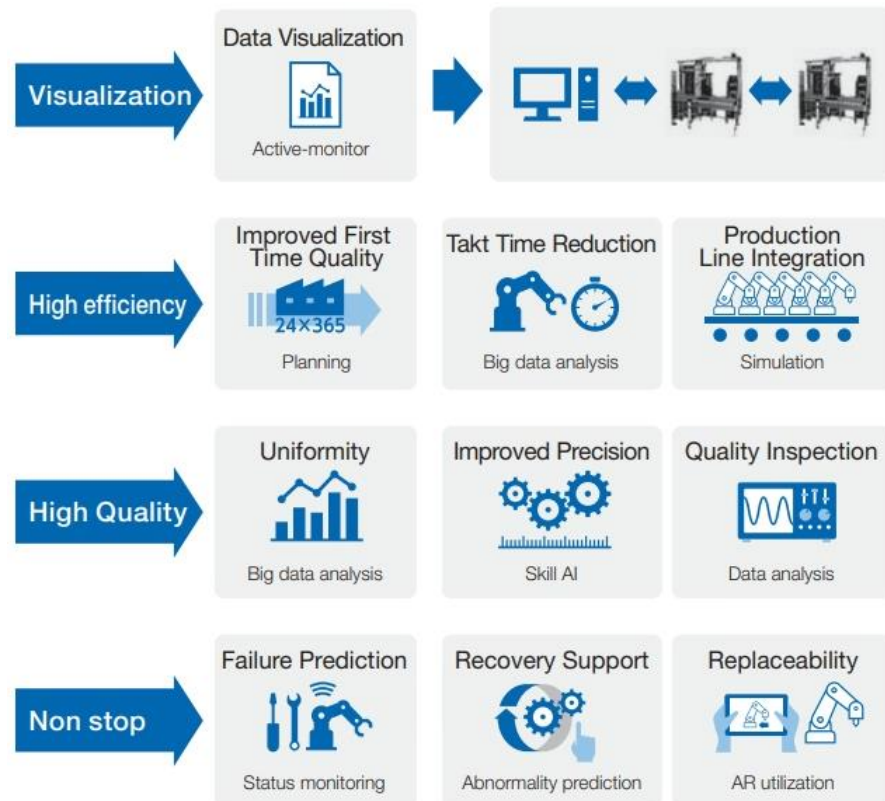 Visualization
Data Visualization
Active-monitor
High efficiency
Improved First
Time Quality
24×365
Planning
Takt Time Reduction
Big data analysis
Production
Line Integration
Simulation
High Quality
Uniformity
Big data analysis
Improved Precision
Skill AI
Quality Inspection
Data analysis
Non stop
Failure Prediction
Status monitoring
Recovery Support
Abnormality prediction
Replaceability
AR utilization